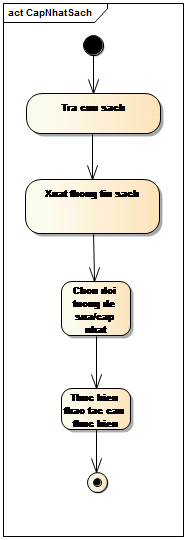 act CapNhatSach
Tra cuu sach
Xuat thong tin sach
Chon doi
tuong de
sua/cap
nhat
Thuc hien
thao tac can
thuc hien